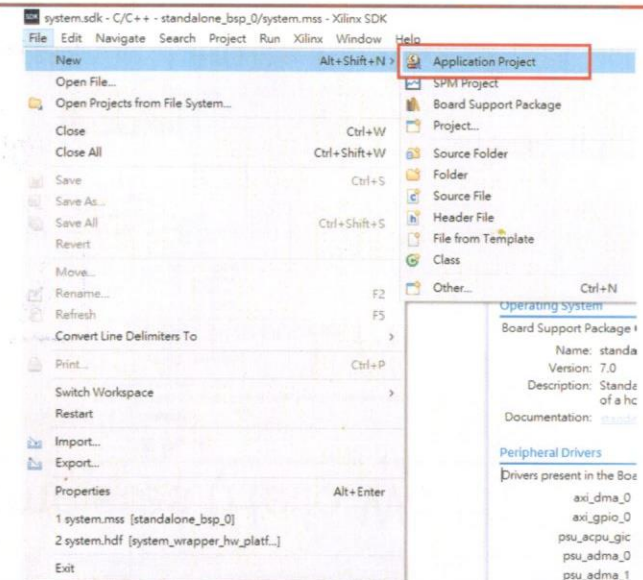 system.sdk - C/C++ - standalone_bsp_0/system.mss - Xilinx SDK
File Edit Navigate Search Project Run Xilinx Window Help
New Alt+Shift+N >
Open File...
Open Projects from File System...
Close Ctrl+W
Close All Ctrl+Shift+W
Save Ctrl+S
Save As...
Save All Ctrl+Shift+S
Revert
Move...
Rename... F2
Refresh F5
Convert Line Delimiters To >
Print... Ctrl+P
Switch Workspace >
Restart
Import...
Export...
Properties Alt+Enter
1 system.mss [standalone_bsp_0]
2 system.hdf [system_wrapper_hw_platf...]
Exit
Application Project
SPM Project
Board Support Package
Project...
Source Folder
Folder
Source File
Header File
File from Template
Class
Other... Ctrl+N
Operating System
Board Support Package
Name: standa
Version: 7.0
Description: Standa
of a hc
Documentation:
Peripheral Drivers
Drivers present in the Boa
axi_dma_0
axi_gpio_0
psu_acpu_gic
psu_adma_0
psu_adma_1